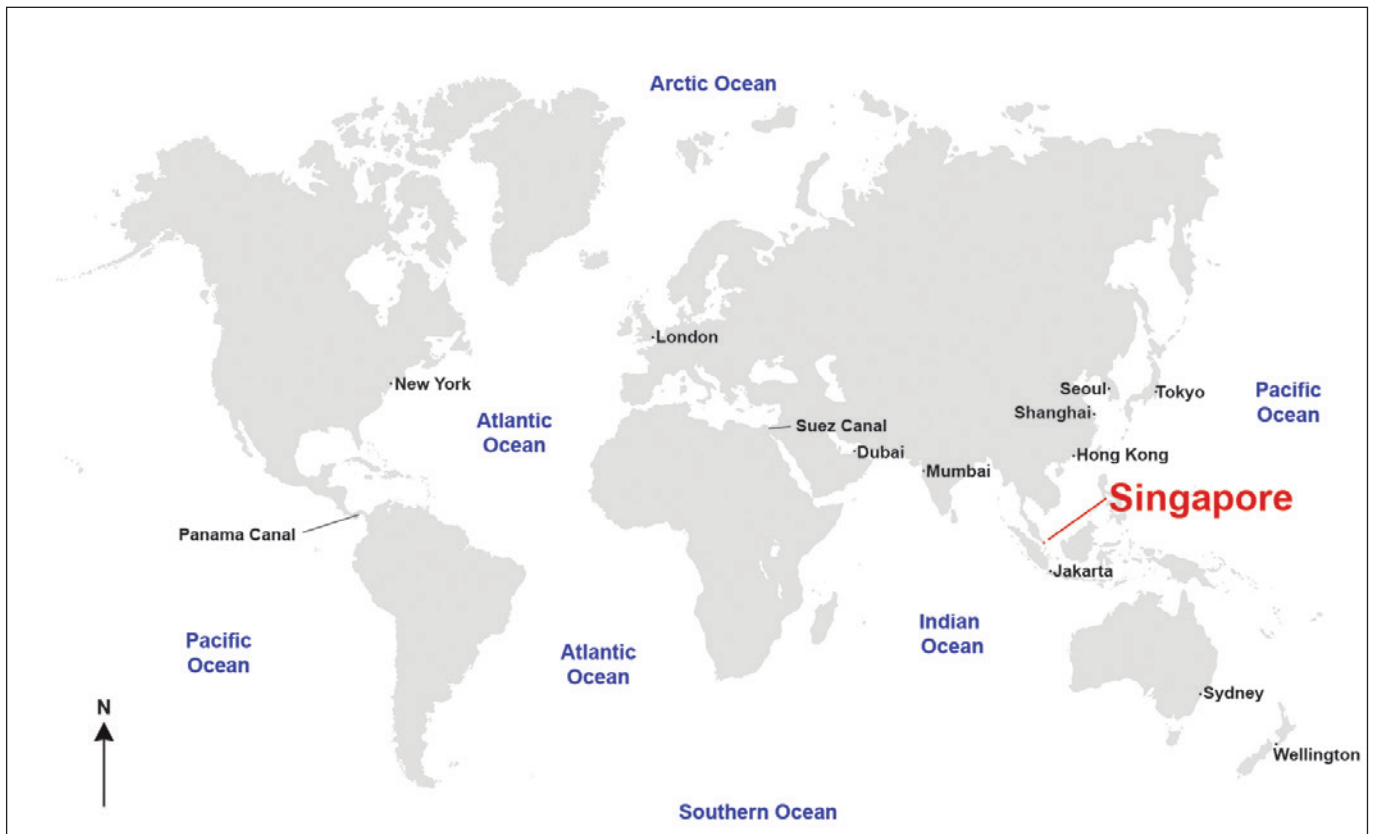 Arctic Ocean
London
New York
Seoul
Tokyo
Pacific
Ocean
Shanghai
Atlantic
Ocean
Suez Canal
Dubai
Hong Kong
Mumbai
Singapore
Panama Canal
Jakarta
Indian
Ocean
Pacific
Ocean
Atlantic
Ocean
Sydney
N
Wellington
Southern Ocean